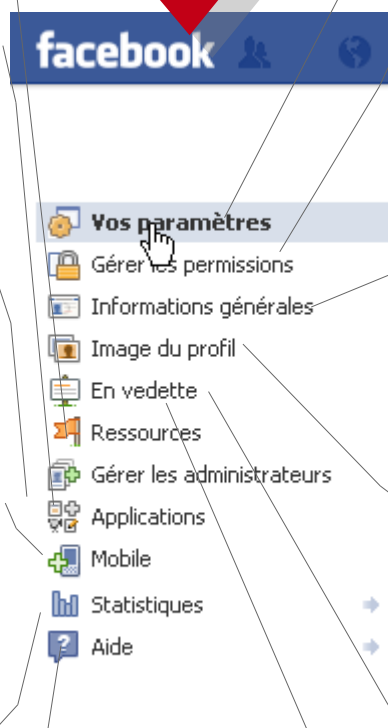 facebook
Vos paramètres
Gérer les permissions
Informations générales
Image du profil
En vedette
Ressources
Gérer les administrateurs
Applications
Mobile
Statistiques
Aide